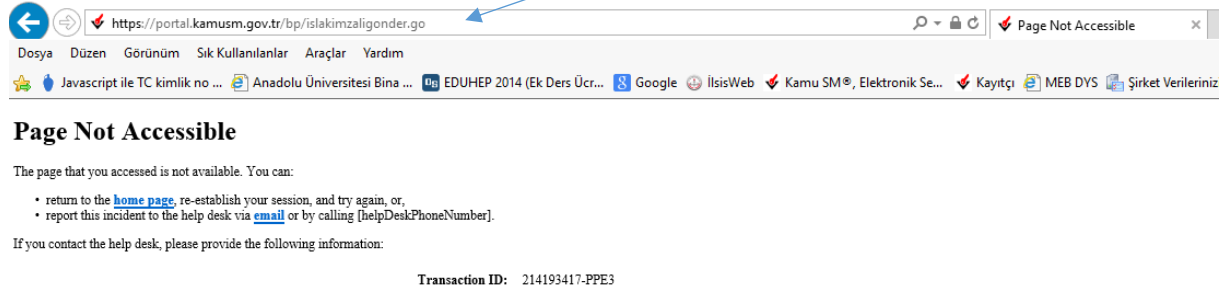 https://portal.kamusm.gov.tr/bp/islakimzaligonder.go
Page Not Accessible
Dosya Düzen Görünüm Sık Kullanılanlar Araçlar Yardım
Javascript ile TC kimlik no ... Anadolu Üniversitesi Bina ... EDUHEP 2014 (Ek Ders Ücr... Google İlsisWeb Kamu SM®, Elektronik Se... Kayıtçı MEB DYS Şirket Verileriniz
Page Not Accessible
The page that you accessed is not available. You can:
• return to the home page, re-establish your session, and try again, or,
• report this incident to the help desk via email or by calling [helpDeskPhoneNumber].
If you contact the help desk, please provide the following information:
Transaction ID: 214193417-PPE3